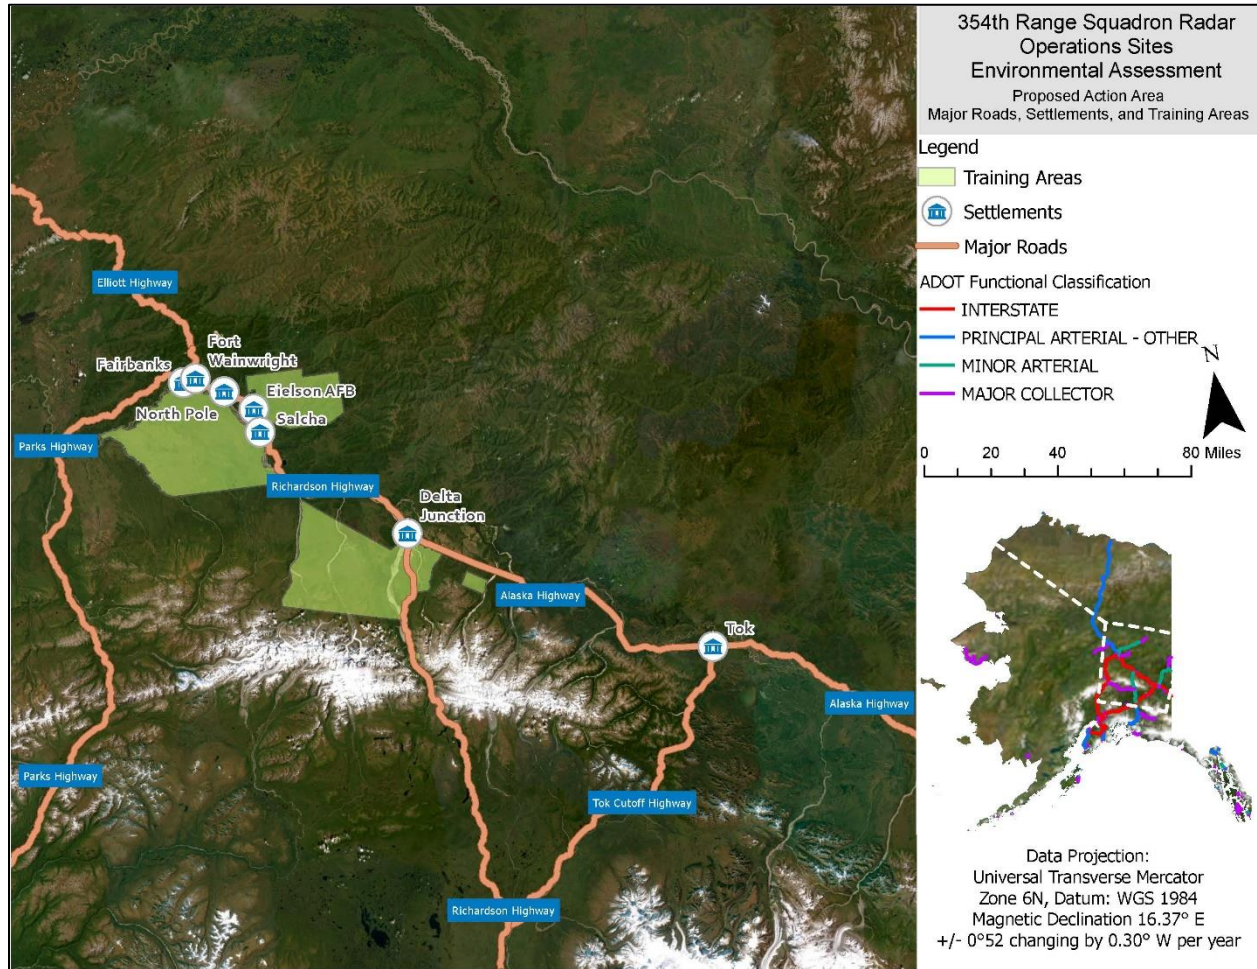 354th Range Squadron Radar
Operations Sites
Environmental Assessment
Proposed Action Area
Major Roads, Settlements, and Training Areas
Legend
Training Areas
Settlements
Major Roads
ADOT Functional Classification
INTERSTATE
PRINCIPAL ARTERIAL - OTHER
MINOR ARTERIAL
MAJOR COLLECTOR
N
0 20 40 80 Miles
Elliott Highway
Fort
Wainwright
Fairbanks
Eielson AFB
North Pole
Salcha
Parks Highway
Richardson Highway
Delta
Junction
Alaska Highway
Tok
Alaska Highway
Parks Highway
Tok Cutoff Highway
Richardson Highway
Data Projection:
Universal Transverse Mercator
Zone 6N, Datum: WGS 1984
Magnetic Declination 16.37° E
+/- 0°52 changing by 0.30° W per year